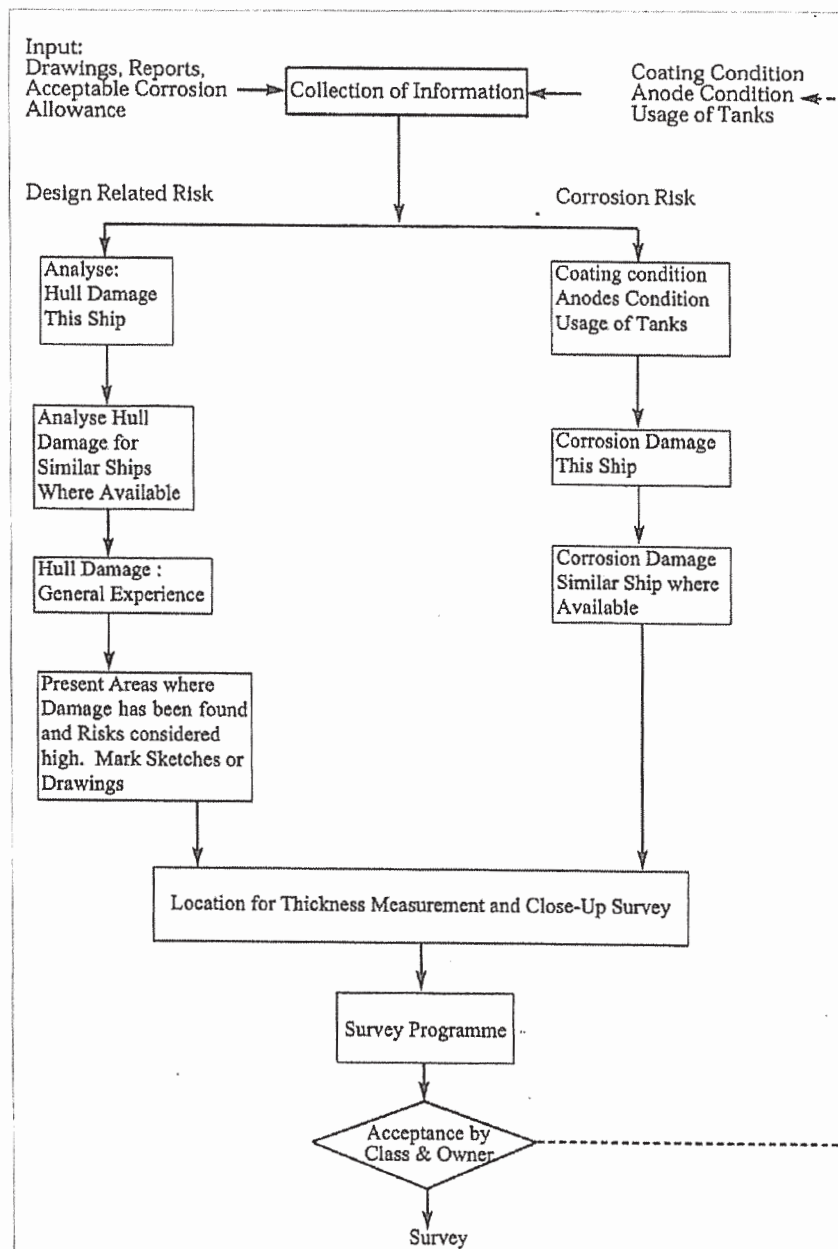 Input:
Drawings, Reports,
Acceptable Corrosion
Allowance
Collection of Information
Coating Condition
Anode Condition
Usage of Tanks
Design Related Risk
Corrosion Risk
Analyse:
Hull Damage
This Ship
Coating condition
Anodes Condition
Usage of Tanks
Analyse Hull
Damage for
Similar Ships
Where Available
Corrosion Damage
This Ship
Hull Damage :
General Experience
Corrosion Damage
Similar Ship where
Available
Present Areas where
Damage has been found
and Risks considered
high. Mark Sketches or
Drawings
Location for Thickness Measurement and Close-Up Survey
Survey Programme
Acceptance by
Class & Owner
Survey